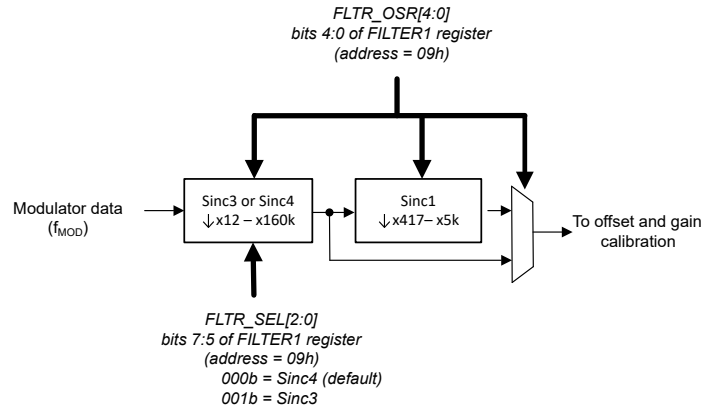 FLTR_OSR[4:0]
bits 4:0 of FILTER1 register
(address = 09h)
Modulator data
(fMOD)
Sinc3 or Sinc4
↓x12 – x160k
Sinc1
↓x417– x5k
To offset and gain
calibration
FLTR_SEL[2:0]
bits 7:5 of FILTER1 register
(address = 09h)
000b = Sinc4 (default)
001b = Sinc3